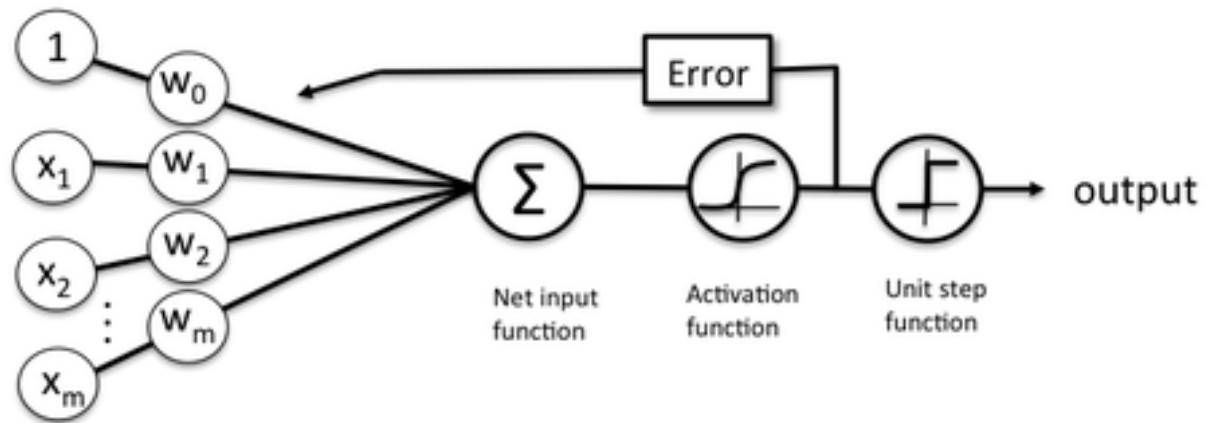 1
w₀
Error
x₁
w₁
Σ
output
x₂
w₂
⋮
wₘ
xₘ
Net input
function
Activation
function
Unit step
function